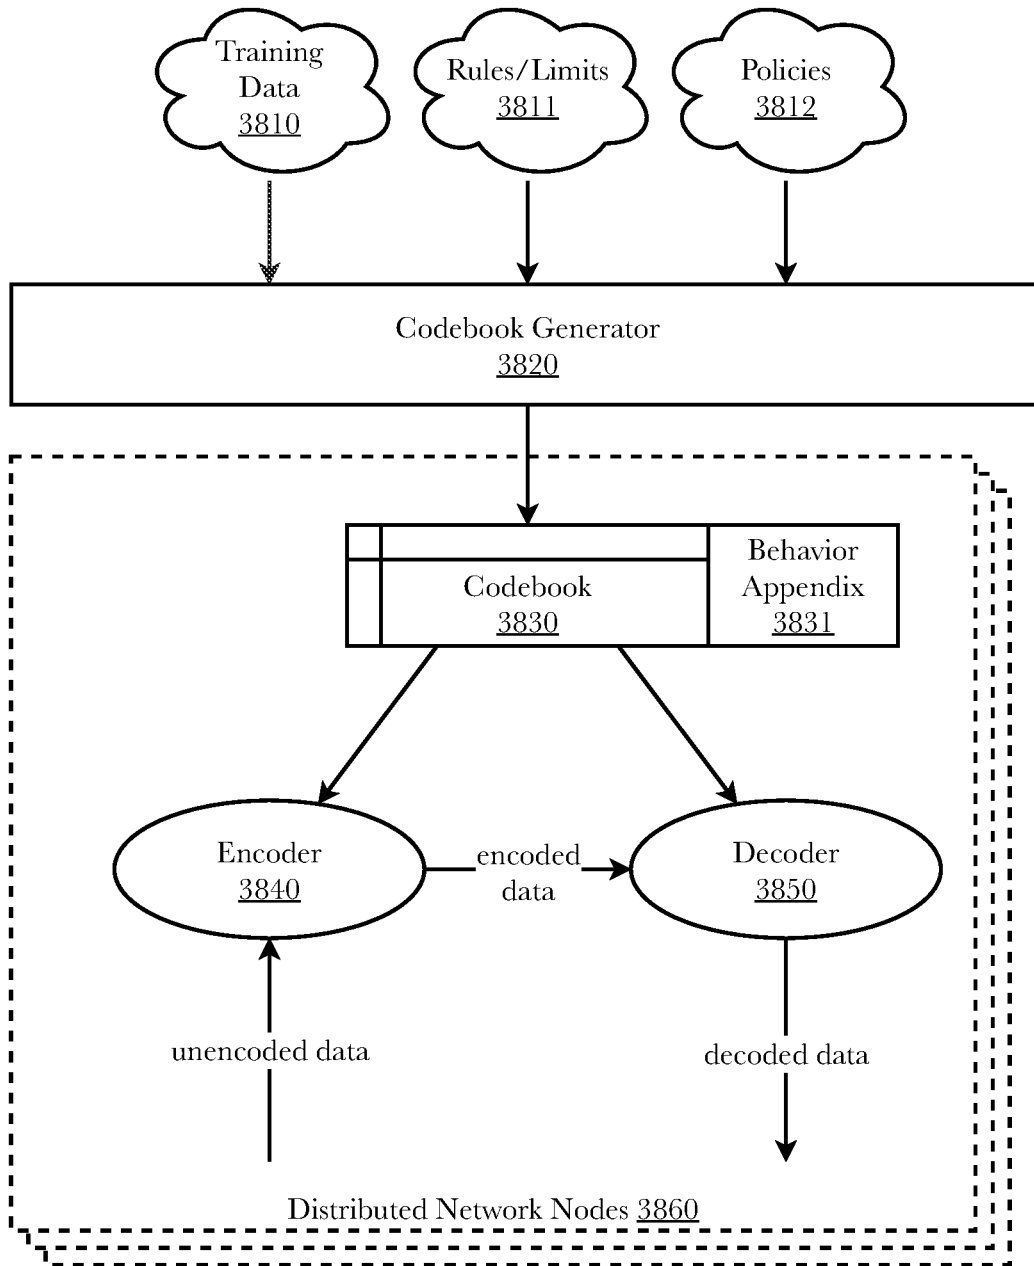 Training
Data
3810
Rules/Limits
3811
Policies
3812
Codebook Generator
3820
Codebook
3830
Behavior
Appendix
3831
Encoder
3840
encoded
data
Decoder
3850
unencoded data
decoded data
Distributed Network Nodes 3860